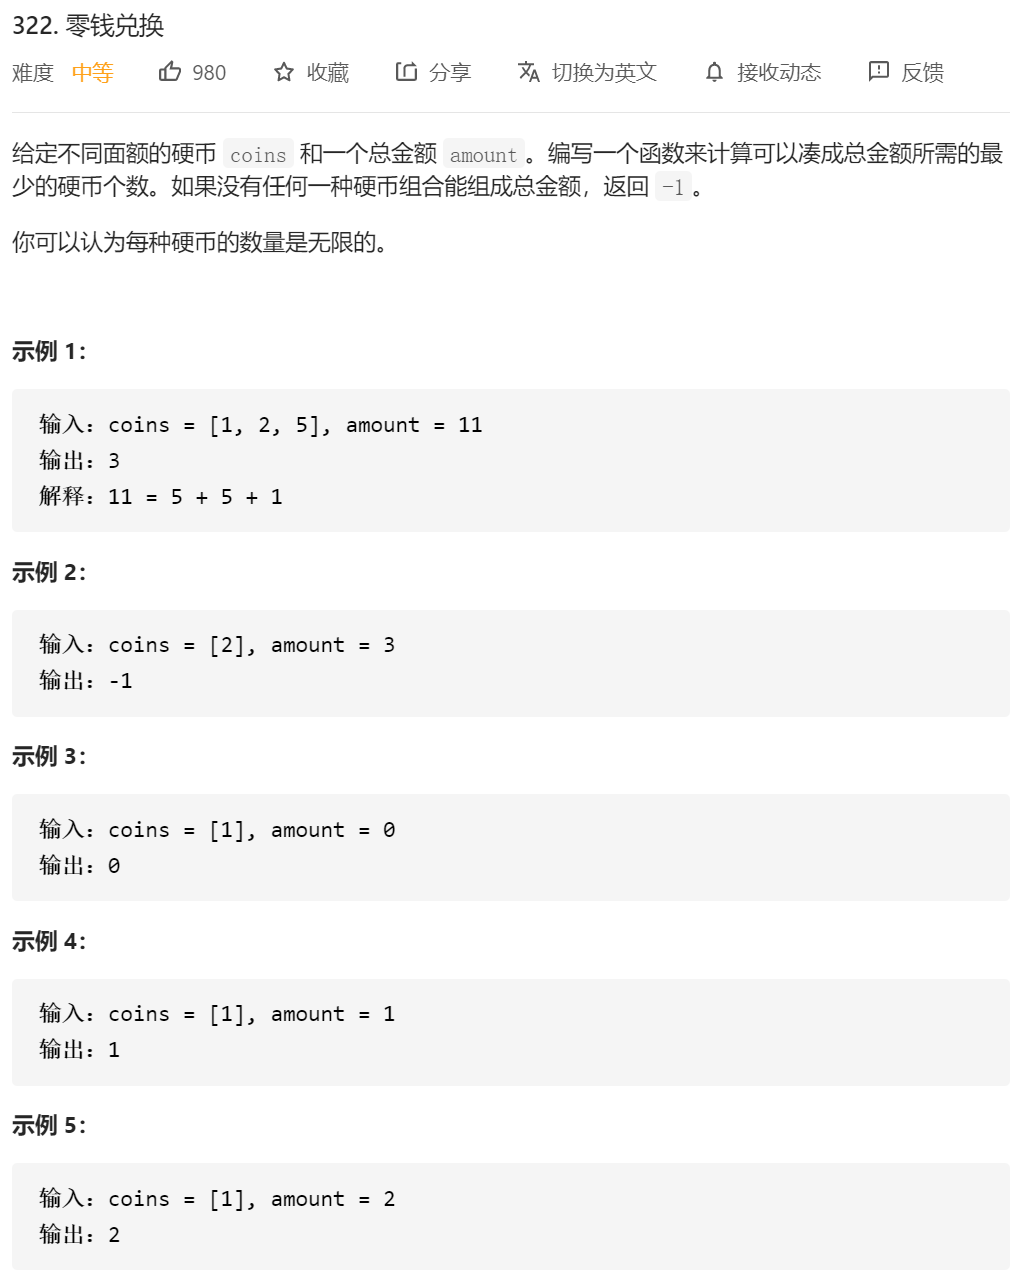 322. 零钱兑换
难度 中等 980 收藏 分享 切换为英文 接收动态 反馈
给定不同面额的硬币 coins 和一个总金额 amount。编写一个函数来计算可以凑成总金额所需的最
少的硬币个数。如果没有任何一种硬币组合能组成总金额，返回 -1。
你可以认为每种硬币的数量是无限的。
示例 1：
输入：coins = [1, 2, 5], amount = 11
输出：3
解释：11 = 5 + 5 + 1
示例 2：
输入：coins = [2], amount = 3
输出：-1
示例 3：
输入：coins = [1], amount = 0
输出：0
示例 4：
输入：coins = [1], amount = 1
输出：1
示例 5：
输入：coins = [1], amount = 2
输出：2